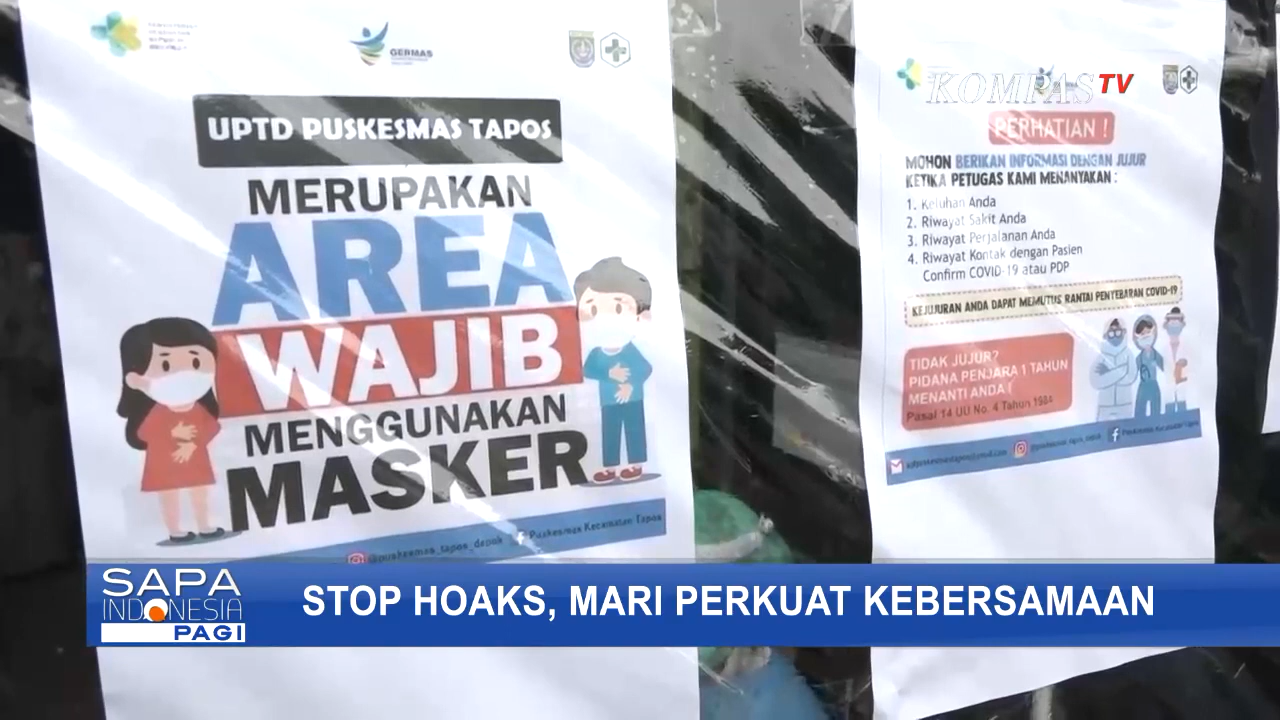 GERMAS
UPTD PUSKESMAS TAPOS
MERUPAKAN
AREA
WAJIB
MENGGUNAKAN
MASKER
@puskesmas_tapos_depok
Puskesmas Kecamatan Tapos
KOMPAS TV
PERHATIAN !
MOHON BERIKAN INFORMASI DENGAN JUJUR
KETIKA PETUGAS KAMI MENANYAKAN :
1. Keluhan Anda
2. Riwayat Sakit Anda
3. Riwayat Perjalanan Anda
4. Riwayat Kontak dengan Pasien
Confirm COVID-19 atau PDP
KEJUJURAN ANDA DAPAT MEMUTUS RANTAI PENYEBARAN COVID-19
TIDAK JUJUR?
PIDANA PENJARA 1 TAHUN
MENANTI ANDA !
Pasal 14 UU No. 4 Tahun 1984
Puskesmas Kecamatan Tapos
SAPA
INDONESIA
PAGI
STOP HOAKS, MARI PERKUAT KEBERSAMAAN